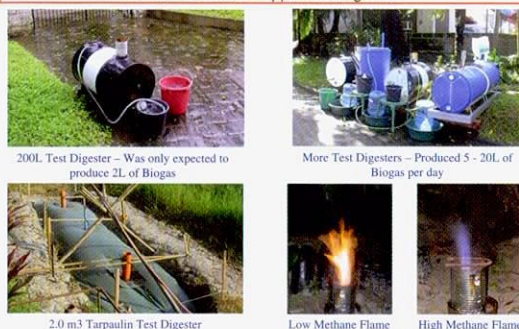 200L Test Digester – Was only expected to
produce 2L of Biogas
More Test Digesters – Produced 5 - 20L of
Biogas per day
2.0 m3 Tarpaulin Test Digester
Low Methane Flame
High Methane Flame